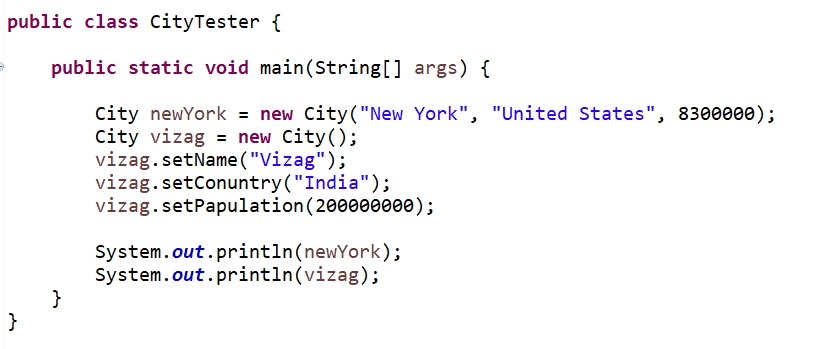 public class CityTester {
public static void main(String[] args) {
City newYork = new City("New York", "United States", 8300000);
City vizag = new City();
vizag.setName("Vizag");
vizag.setConuntry("India");
vizag.setPapulation(200000000);
System.out.println(newYork);
System.out.println(vizag);
}
}